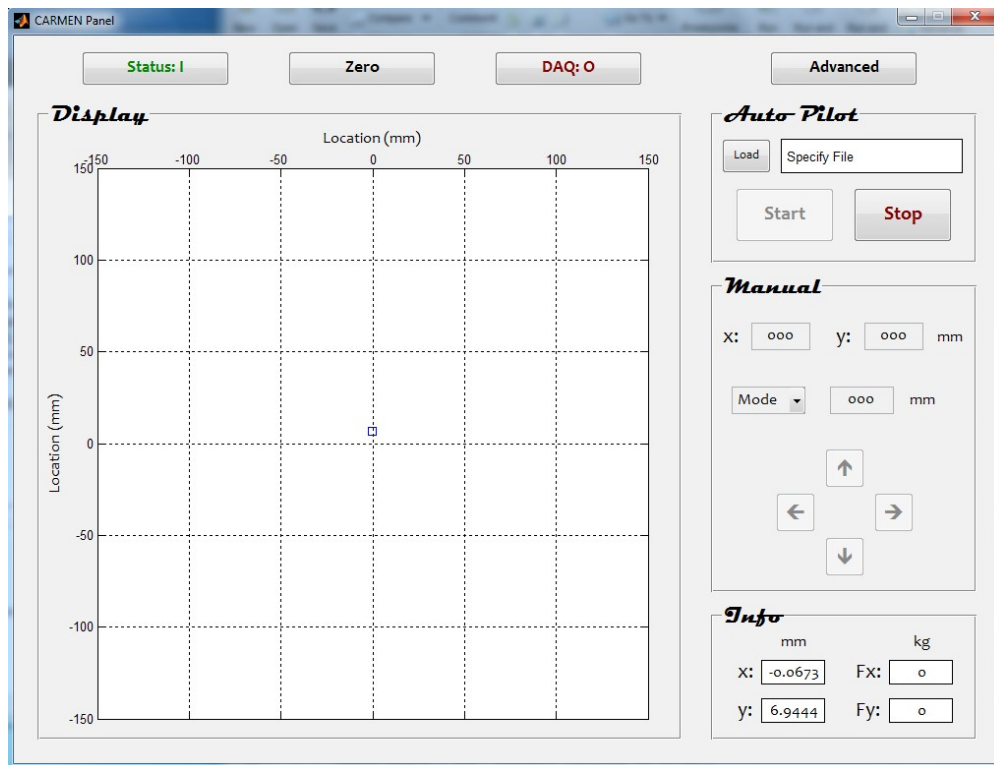 CARMEN Panel
Status: I
Zero
DAQ: O
Advanced
Display
Location (mm)
-150 -100 -50 0 50 100 150
150
100
50
0
-50
-100
-150
Location (mm)
Auto Pilot
Load Specify File
Start Stop
Manual
x: 000 y: 000 mm
Mode 000 mm
Info
mm kg
x: -0.0673 Fx: 0
y: 6.9444 Fy: 0